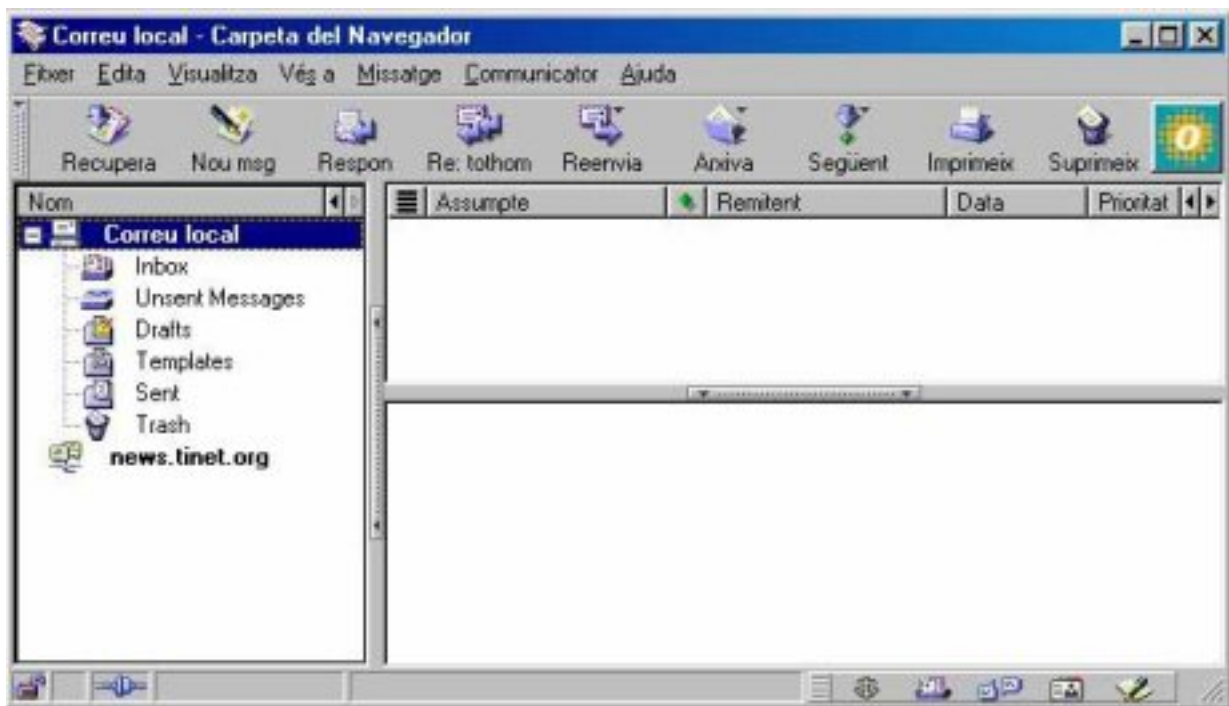 Correu local - Carpeta del Navegador
Fitxer Edita Visualitza Vés a Missatge Communicator Ajuda
Recupera Nou msg Respon Re: tothom Reenvia Arxiva Següent Imprimeix Suprimeix
Nom Assumpte Remitent Data Prioritat
Correu local
Inbox
Unsent Messages
Drafts
Templates
Sent
Trash
news.tinet.org